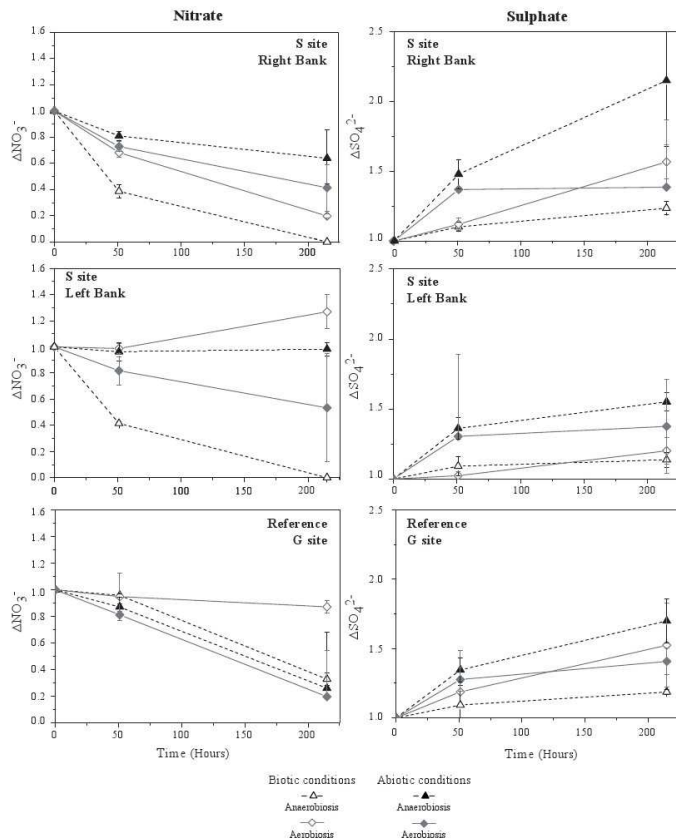 Nitrate
Sulphate
S site
Right Bank
ΔNO₃⁻
1.6
1.4
1.2
1.0
0.8
0.6
0.4
0.2
0.0
0 50 100 150 200
S site
Right Bank
ΔSO₄²⁻
2.5
2.0
1.5
1.0
0 50 100 150 200
S site
Left Bank
ΔNO₃⁻
1.6
1.4
1.2
1.0
0.8
0.6
0.4
0.2
0.0
0 50 100 150 200
S site
Left Bank
ΔSO₄²⁻
2.5
2.0
1.5
1.0
0 50 100 150 200
Reference
G site
ΔNO₃⁻
1.6
1.4
1.2
1.0
0.8
0.6
0.4
0.2
0.0
0 50 100 150 200
Time (Hours)
Reference
G site
ΔSO₄²⁻
2.5
2.0
1.5
1.0
0 50 100 150 200
Time (Hours)
Biotic conditions Abiotic conditions
Anaerobiosis Anaerobiosis
Aerobiosis Aerobiosis